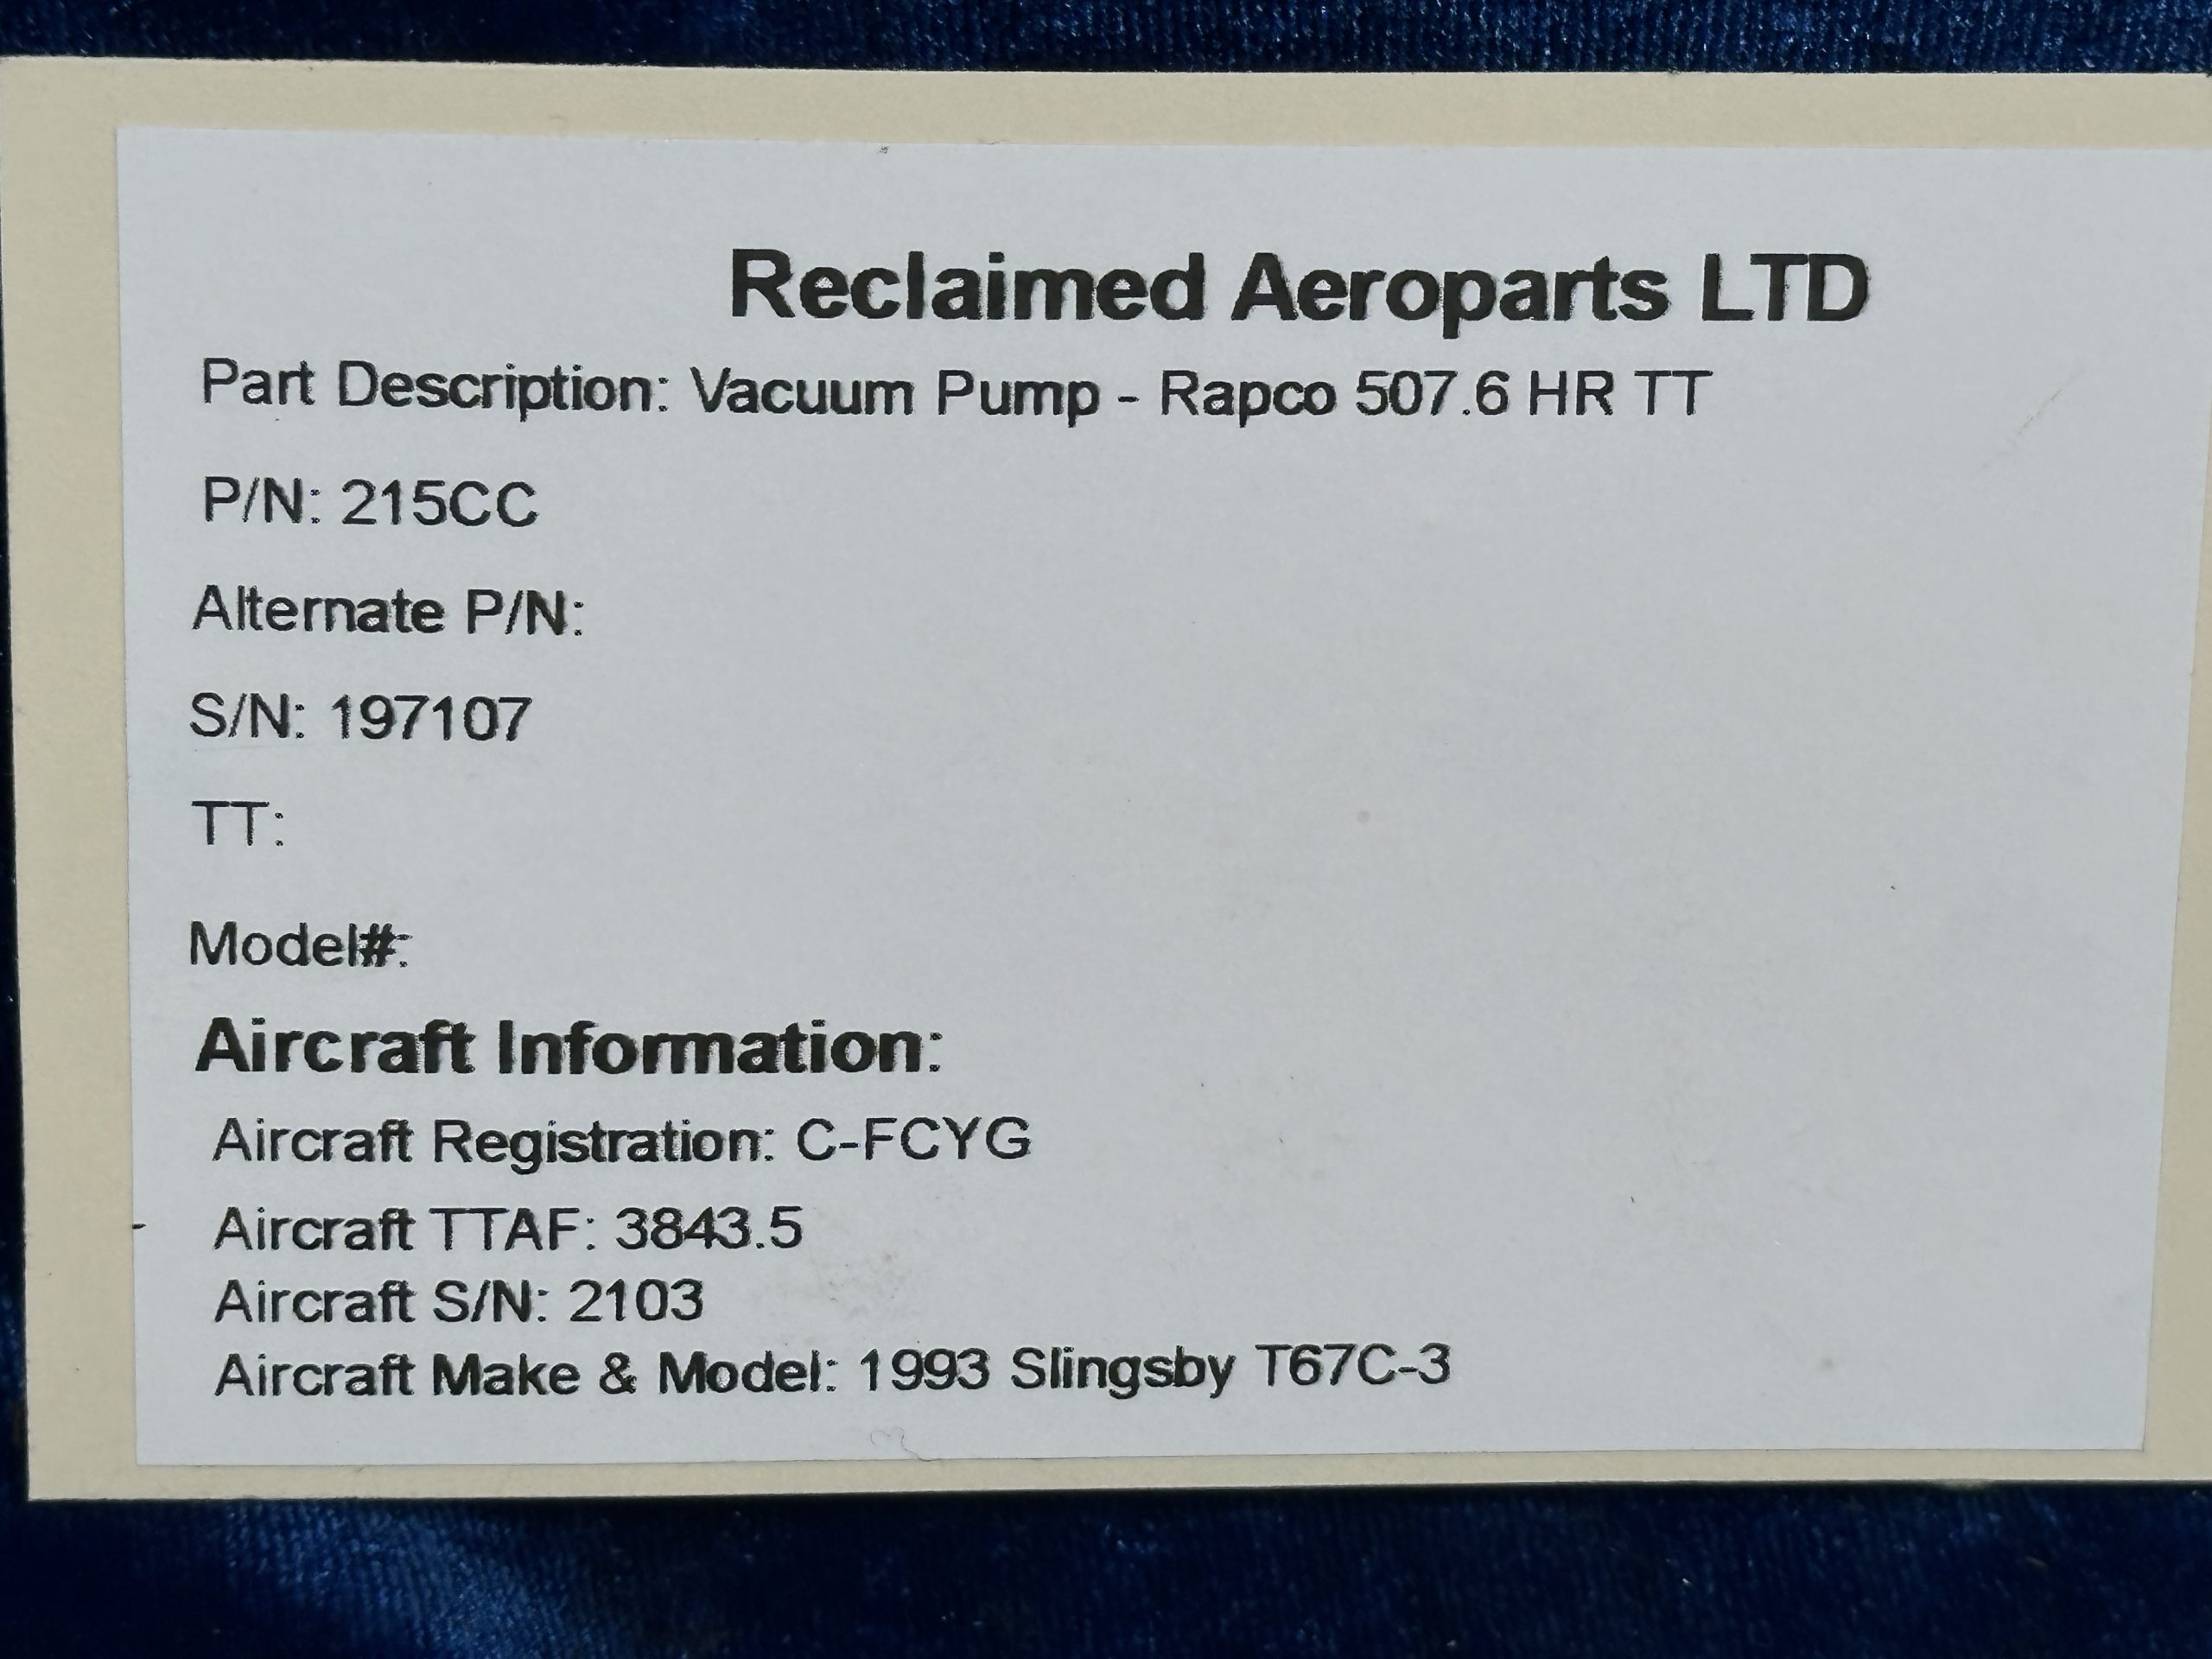 Reclaimed Aeroparts LTD
Part Description: Vacuum Pump - Rapco 507.6 HR TT
P/N: 215CC
Alternate P/N:
S/N: 197107
TT:
Model#:
Aircraft Information:
Aircraft Registration: C-FCYG
Aircraft TTAF: 3843.5
Aircraft S/N: 2103
Aircraft Make & Model: 1993 Slingsby T67C-3